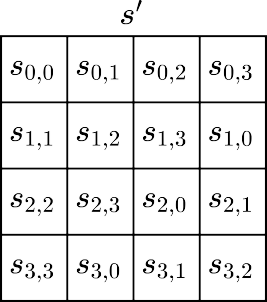 s′
s0,0 s0,1 s0,2 s0,3
s1,1 s1,2 s1,3 s1,0
s2,2 s2,3 s2,0 s2,1
s3,3 s3,0 s3,1 s3,2